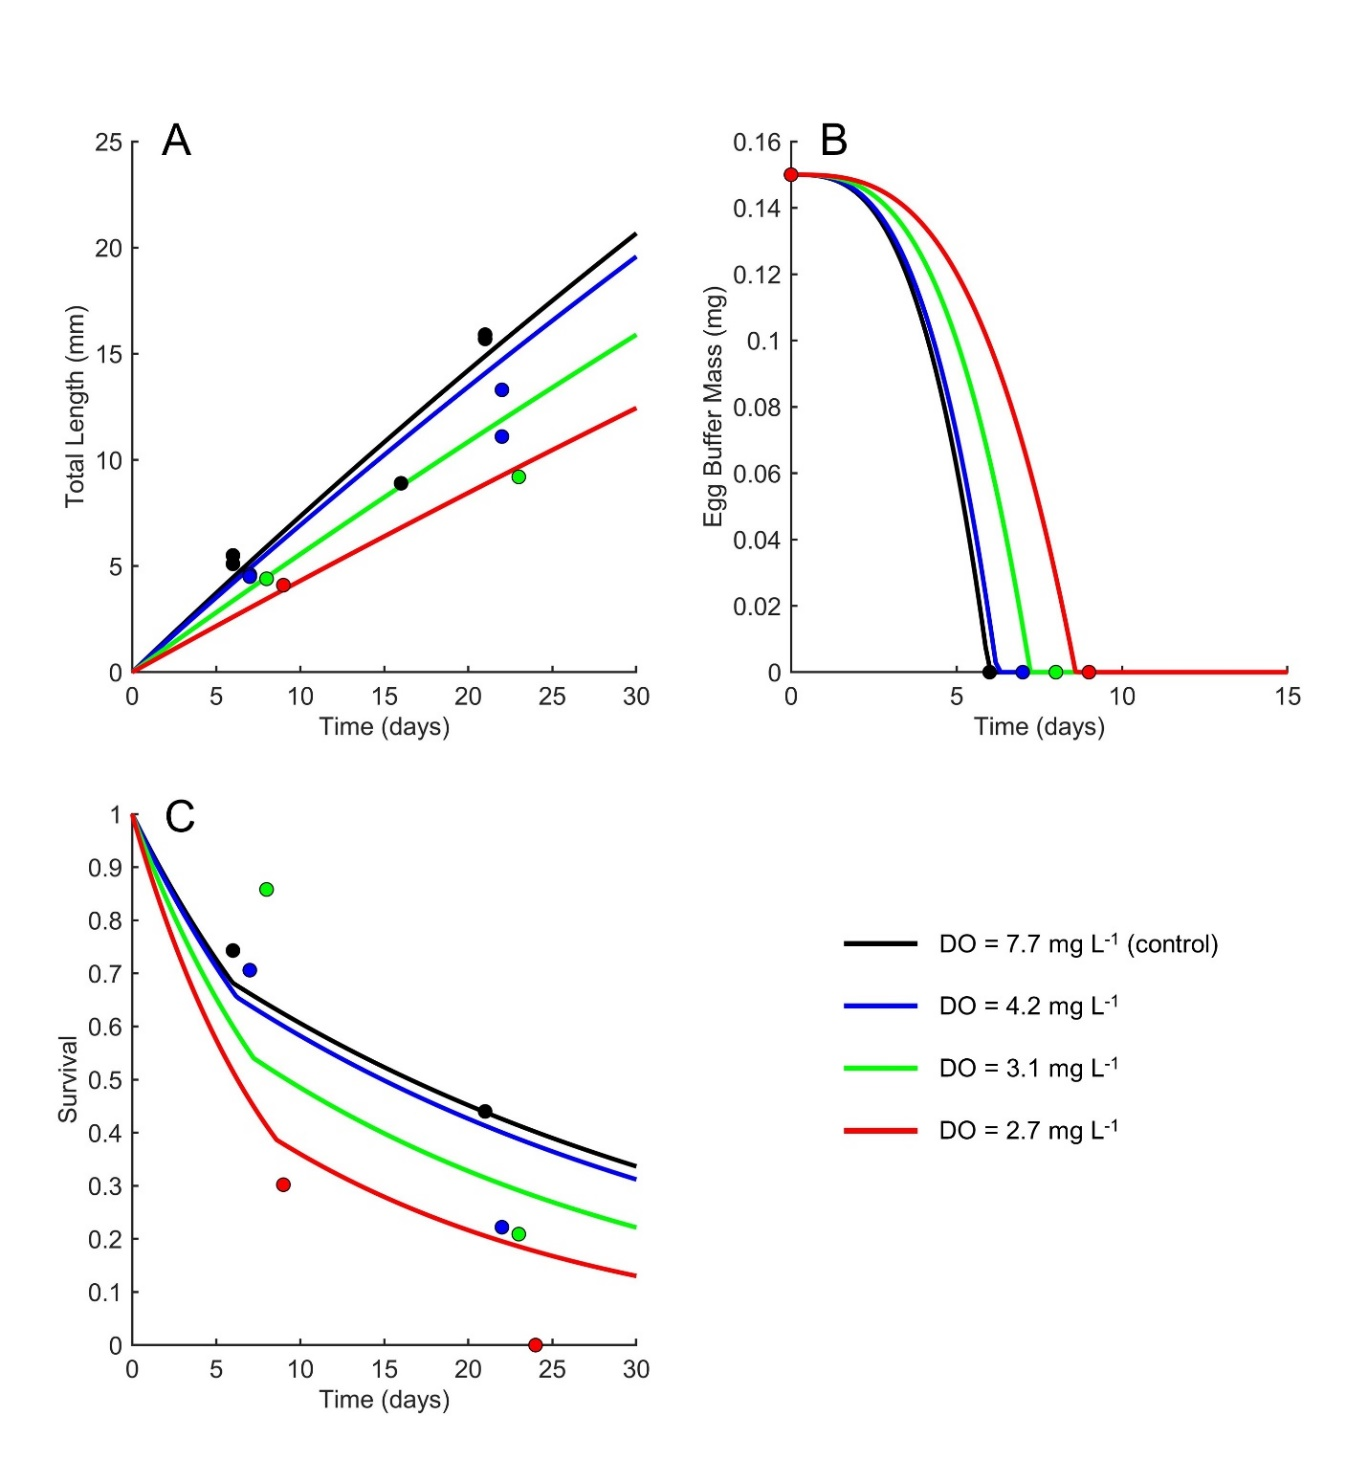 A
25
20
15
10
5
0
Total Length (mm)
0 5 10 15 20 25 30
Time (days)
B
0.16
0.14
0.12
0.1
0.08
0.06
0.04
0.02
0
Egg Buffer Mass (mg)
0 5 10 15
Time (days)
C
1
0.9
0.8
0.7
0.6
0.5
0.4
0.3
0.2
0.1
0
Survival
0 5 10 15 20 25 30
Time (days)
DO = 7.7 mg L⁻¹ (control)
DO = 4.2 mg L⁻¹
DO = 3.1 mg L⁻¹
DO = 2.7 mg L⁻¹